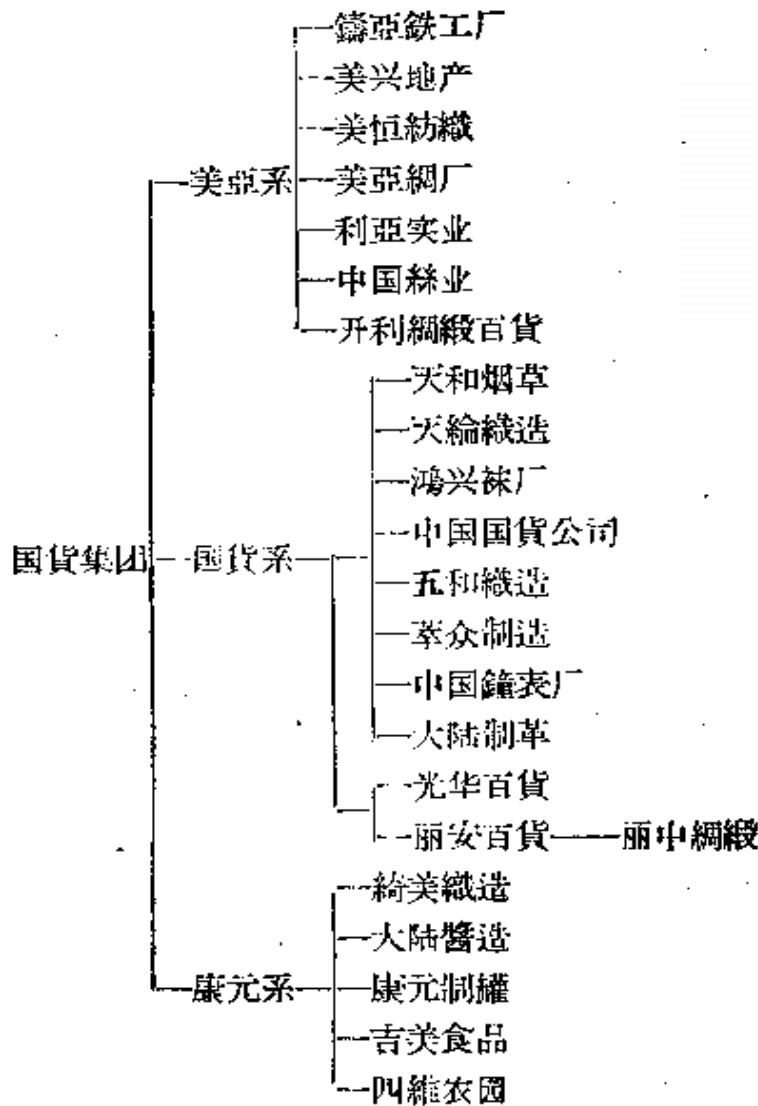 鑄亞鉄工厂
美兴地产
美恒紡織
美亞系
美亞綢厂
利亞实业
中国絲业
开利綢緞百貨
天和烟草
天綸織造
鴻兴袜厂
中国国貨公司
国貨集团
国貨系
五和織造
萃众制造
中国鐘表厂
大陆制革
光华百貨
丽安百貨
丽中綢緞
綺美織造
大陆醬造
康元系
康元制罐
吉美食品
四維农园